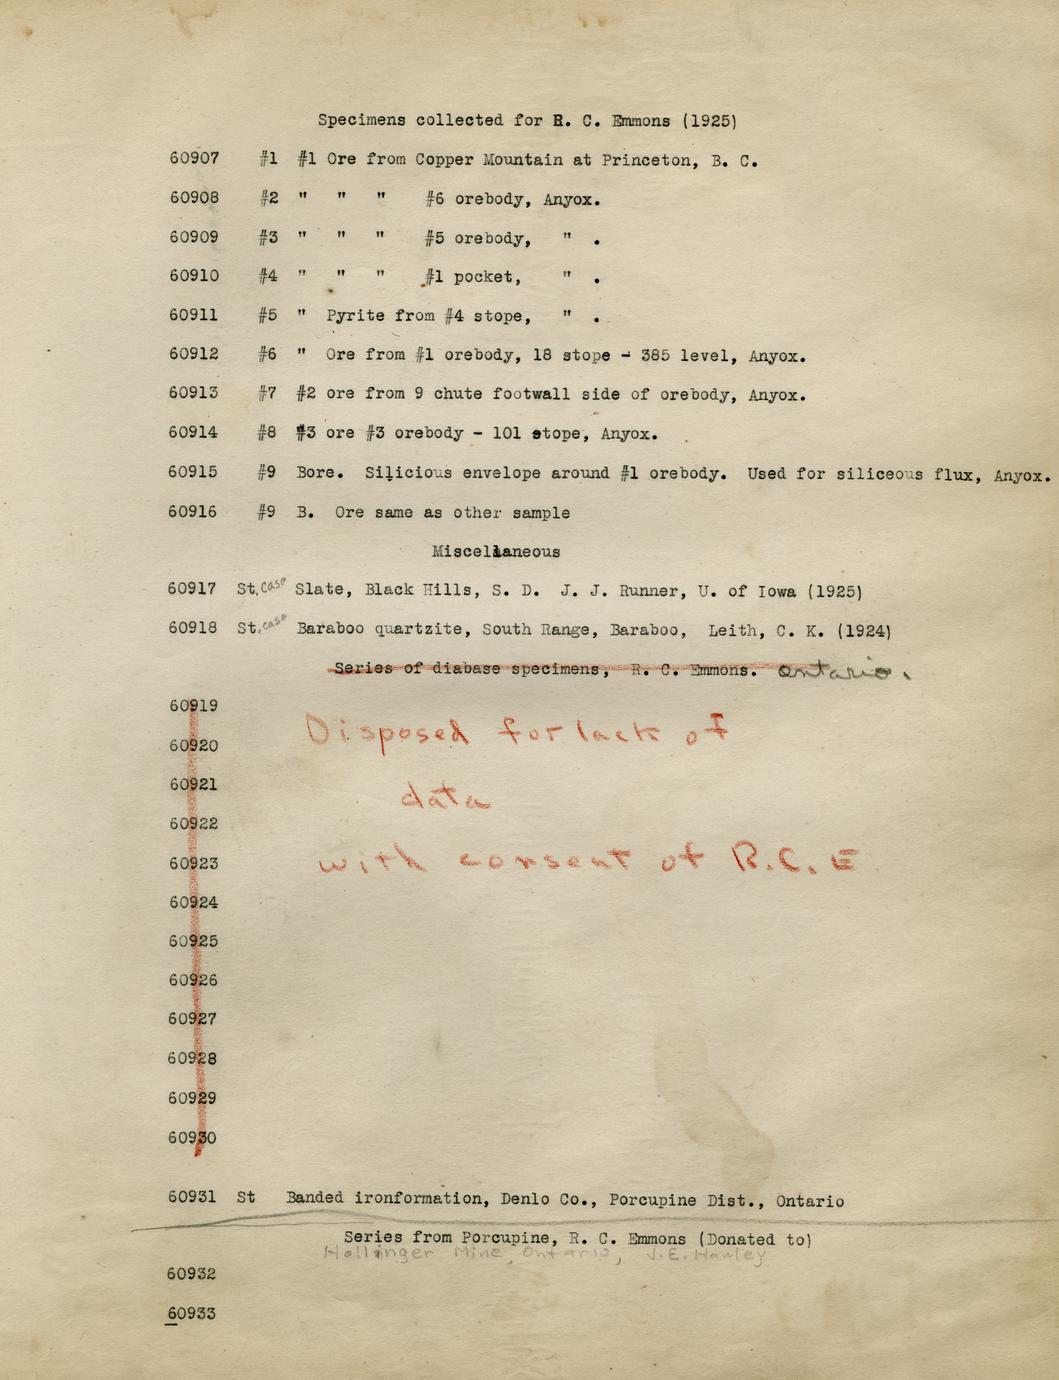 Specimens collected for R. C. Emmons (1925)
60907 #1 #1 Ore from Copper Mountain at Princeton, B. C.
60908 #2 " " " #6 orebody, Anyox.
60909 #3 " " " #5 orebody, " .
60910 #4 " " " #1 pocket, " .
60911 #5 " Pyrite from #4 stope, " .
60912 #6 " Ore from #1 orebody, 18 stope - 385 level, Anyox.
60913 #7 #2 ore from 9 chute footwall side of orebody, Anyox.
60914 #8 #3 ore #3 orebody - 101 stope, Anyox.
60915 #9 Bore. Silicious envelope around #1 orebody. Used for siliceous flux, Anyox.
60916 #9 B. Ore same as other sample
Miscellaneous
60917 St. case Slate, Black Hills, S. D. J. J. Runner, U. of Iowa (1925)
60918 St. case Baraboo quartzite, South Range, Baraboo, Leith, C. K. (1924)
Series of diabase specimens, R. C. Emmons. Ontario.
60919
Disposed for lack of
60920
60921
data
60922
60923 with consent of R.C.E
60924
60925
60926
60927
60928
60929
60930
60931 St Banded ironformation, Denlo Co., Porcupine Dist., Ontario
Series from Porcupine, R. C. Emmons (Donated to)
Hollinger Mine, Ontario, J.E. Hawley
60932
60933